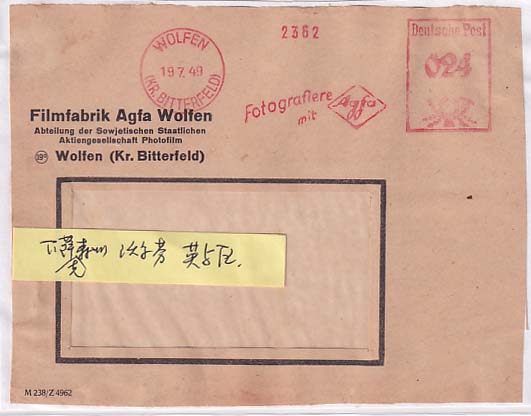 WOLFEN
19.7.49
(KR. BITTERFELD)
2362
Fotografiere
mit
Agfa
Deutsche Post
024
Filmfabrik Agfa Wolfen
Abteilung der Sowjetischen Staatlichen
Aktiengesellschaft Photofilm
Wolfen (Kr. Bitterfeld)
M 238/Z 4962